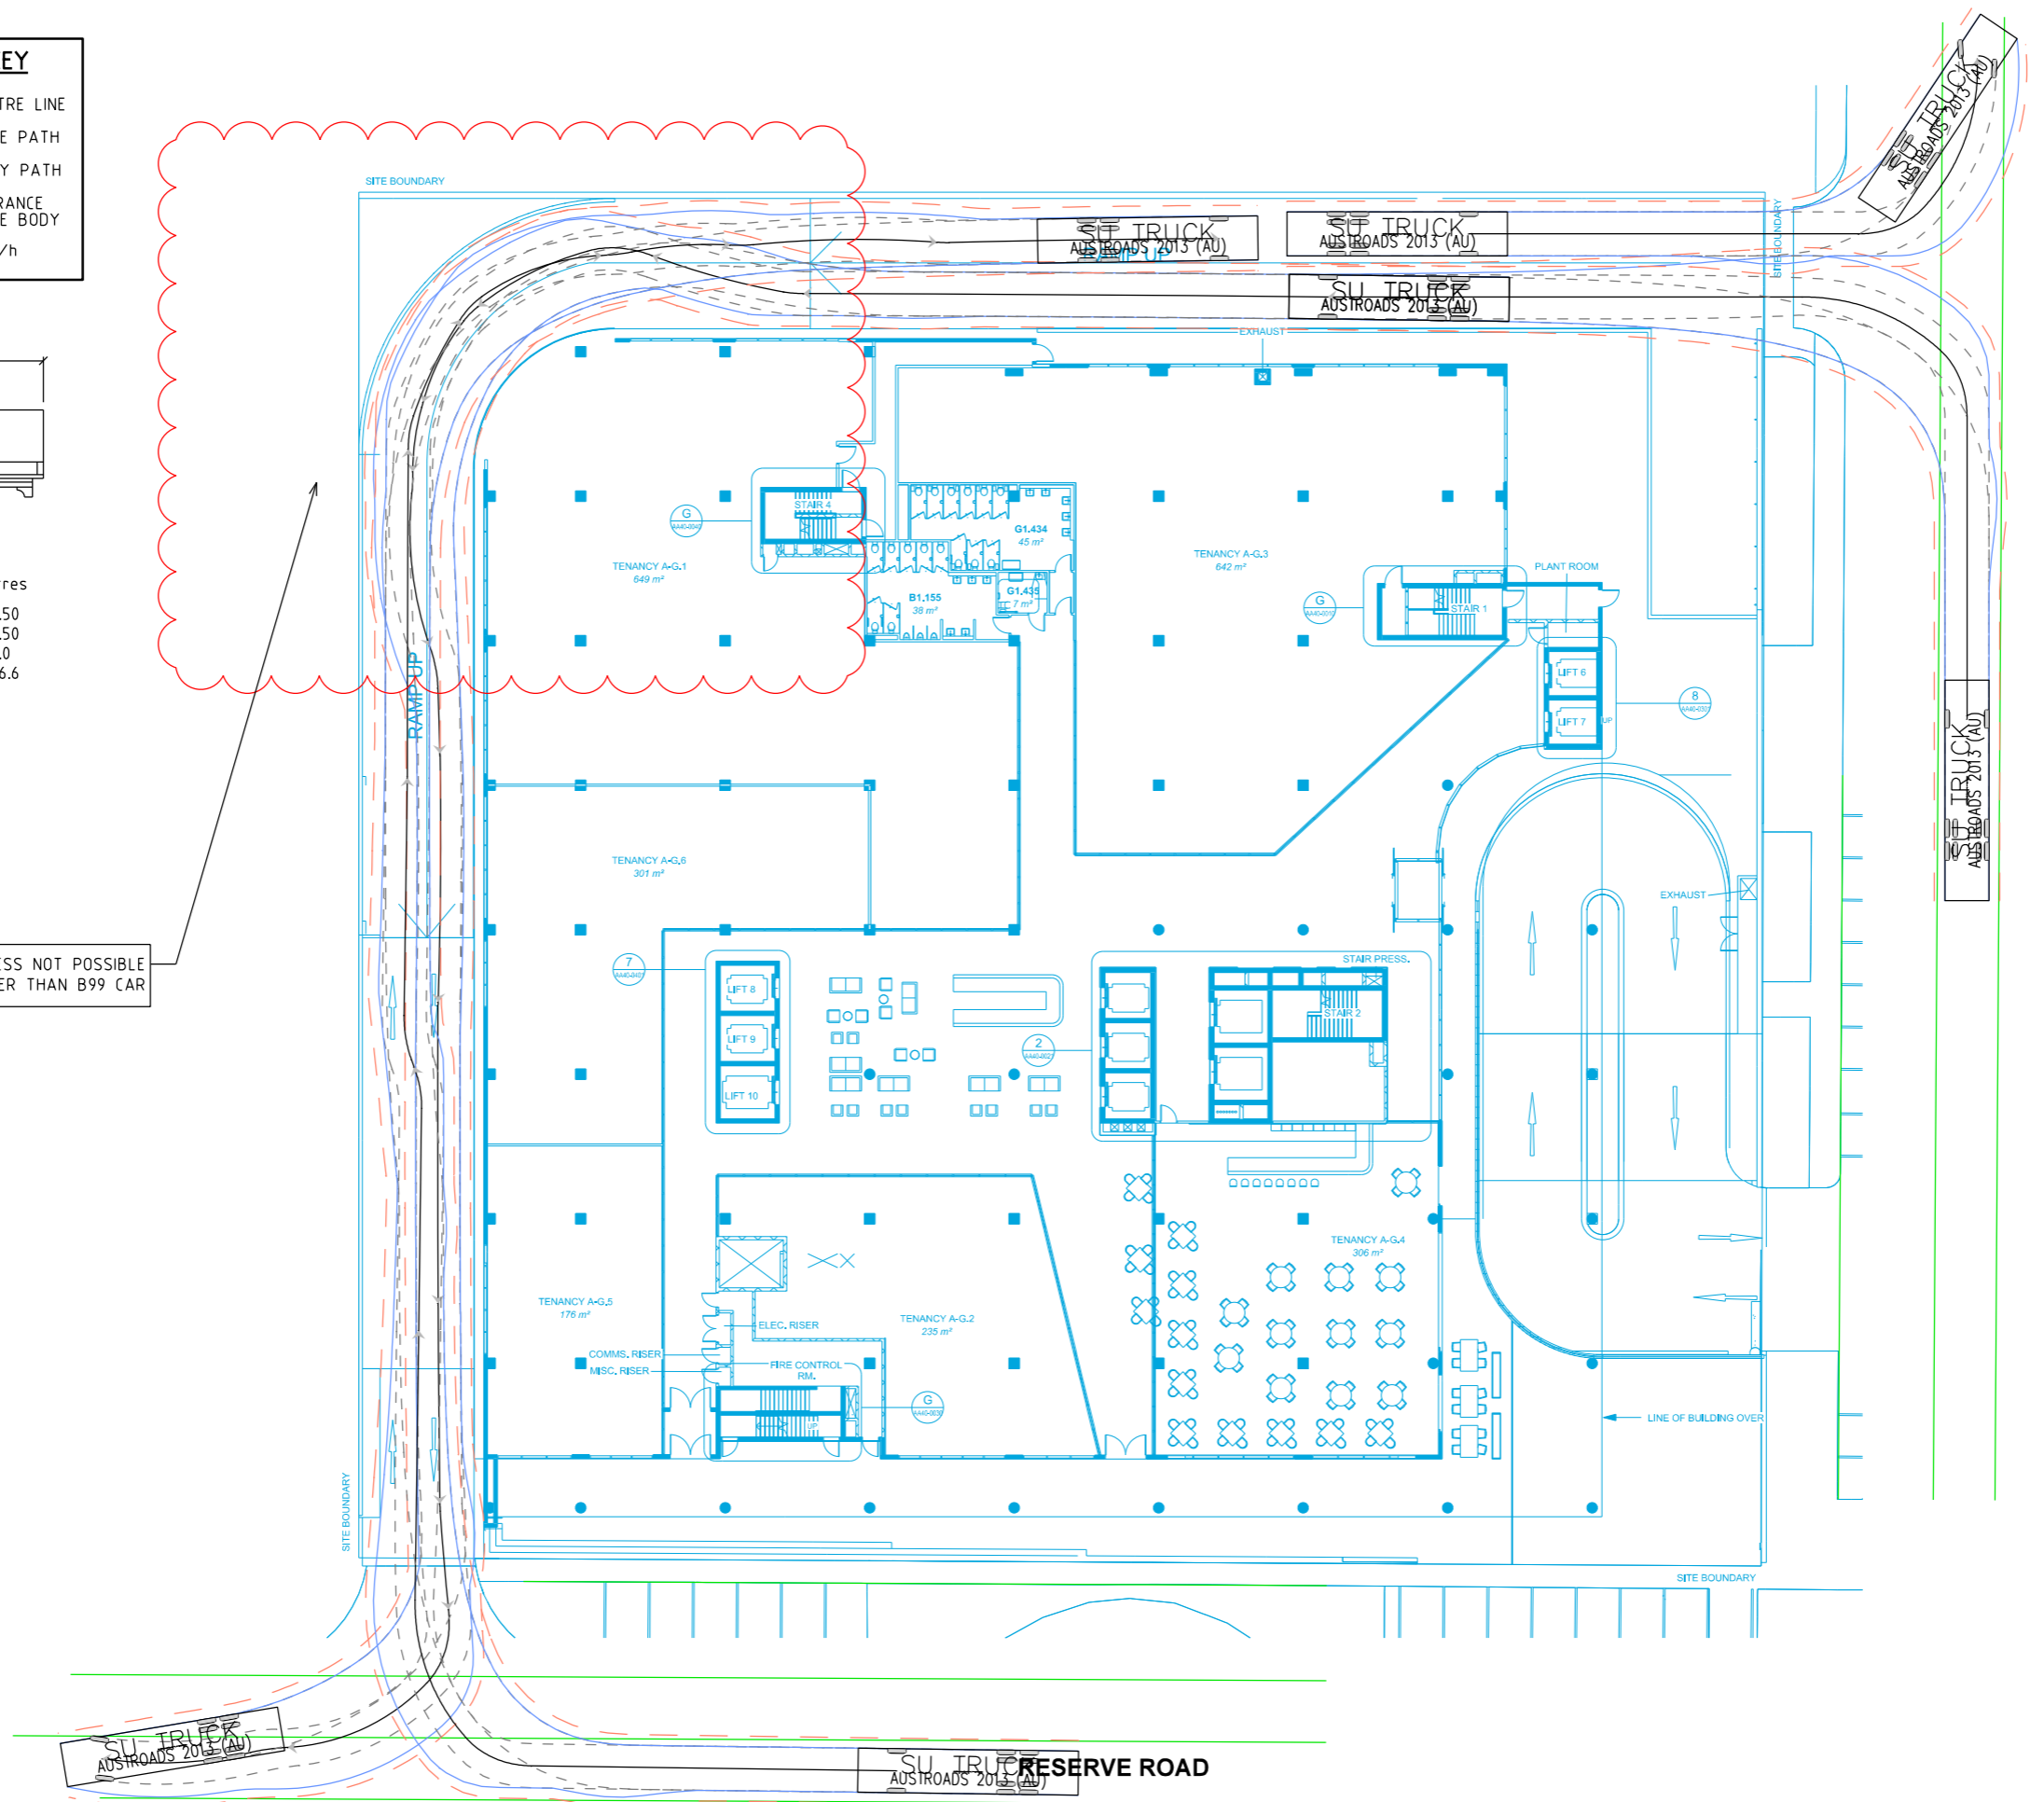 EY
TRE LINE
E PATH
Y PATH
RANCE
E BODY
/h
res
.50
.50
.0
6.6
ESS NOT POSSIBLE
ER THAN B99 CAR
SITE BOUNDARY
SU TRUCK
AUSTROADS 2013 (AU)
RAMP UP
SU TRUCK
AUSTROADS 2013 (AU)
SU TRUCK
AUSTROADS 2013 (AU)
SU TRUCK
AUSTROADS 2013 (AU)
SITE BOUNDARY
EXHAUST
STAIR 4
G
TENANCY A-G.1
649 m²
G1.434
45 m²
B1.155
38 m²
G1.435
7 m²
TENANCY A-G.3
642 m²
G
STAIR 1
PLANT ROOM
LIFT 6
LIFT 7
UP
8
SU TRUCK
AUSTROADS 2013 (AU)
RAMP UP
TENANCY A-G.6
301 m²
EXHAUST
7
LIFT 8
LIFT 9
LIFT 10
2
STAIR PRESS.
STAIR 2
TENANCY A-G.4
306 m²
TENANCY A-G.5
176 m²
ELEC. RISER
TENANCY A-G.2
235 m²
COMMS. RISER
MISC. RISER
FIRE CONTROL
RM.
UP
G
LINE OF BUILDING OVER
SITE BOUNDARY
SITE BOUNDARY
SU TRUCK
AUSTROADS 2013 (AU)
SU TRUCK
AUSTROADS 2013 (AU)
RESERVE ROAD